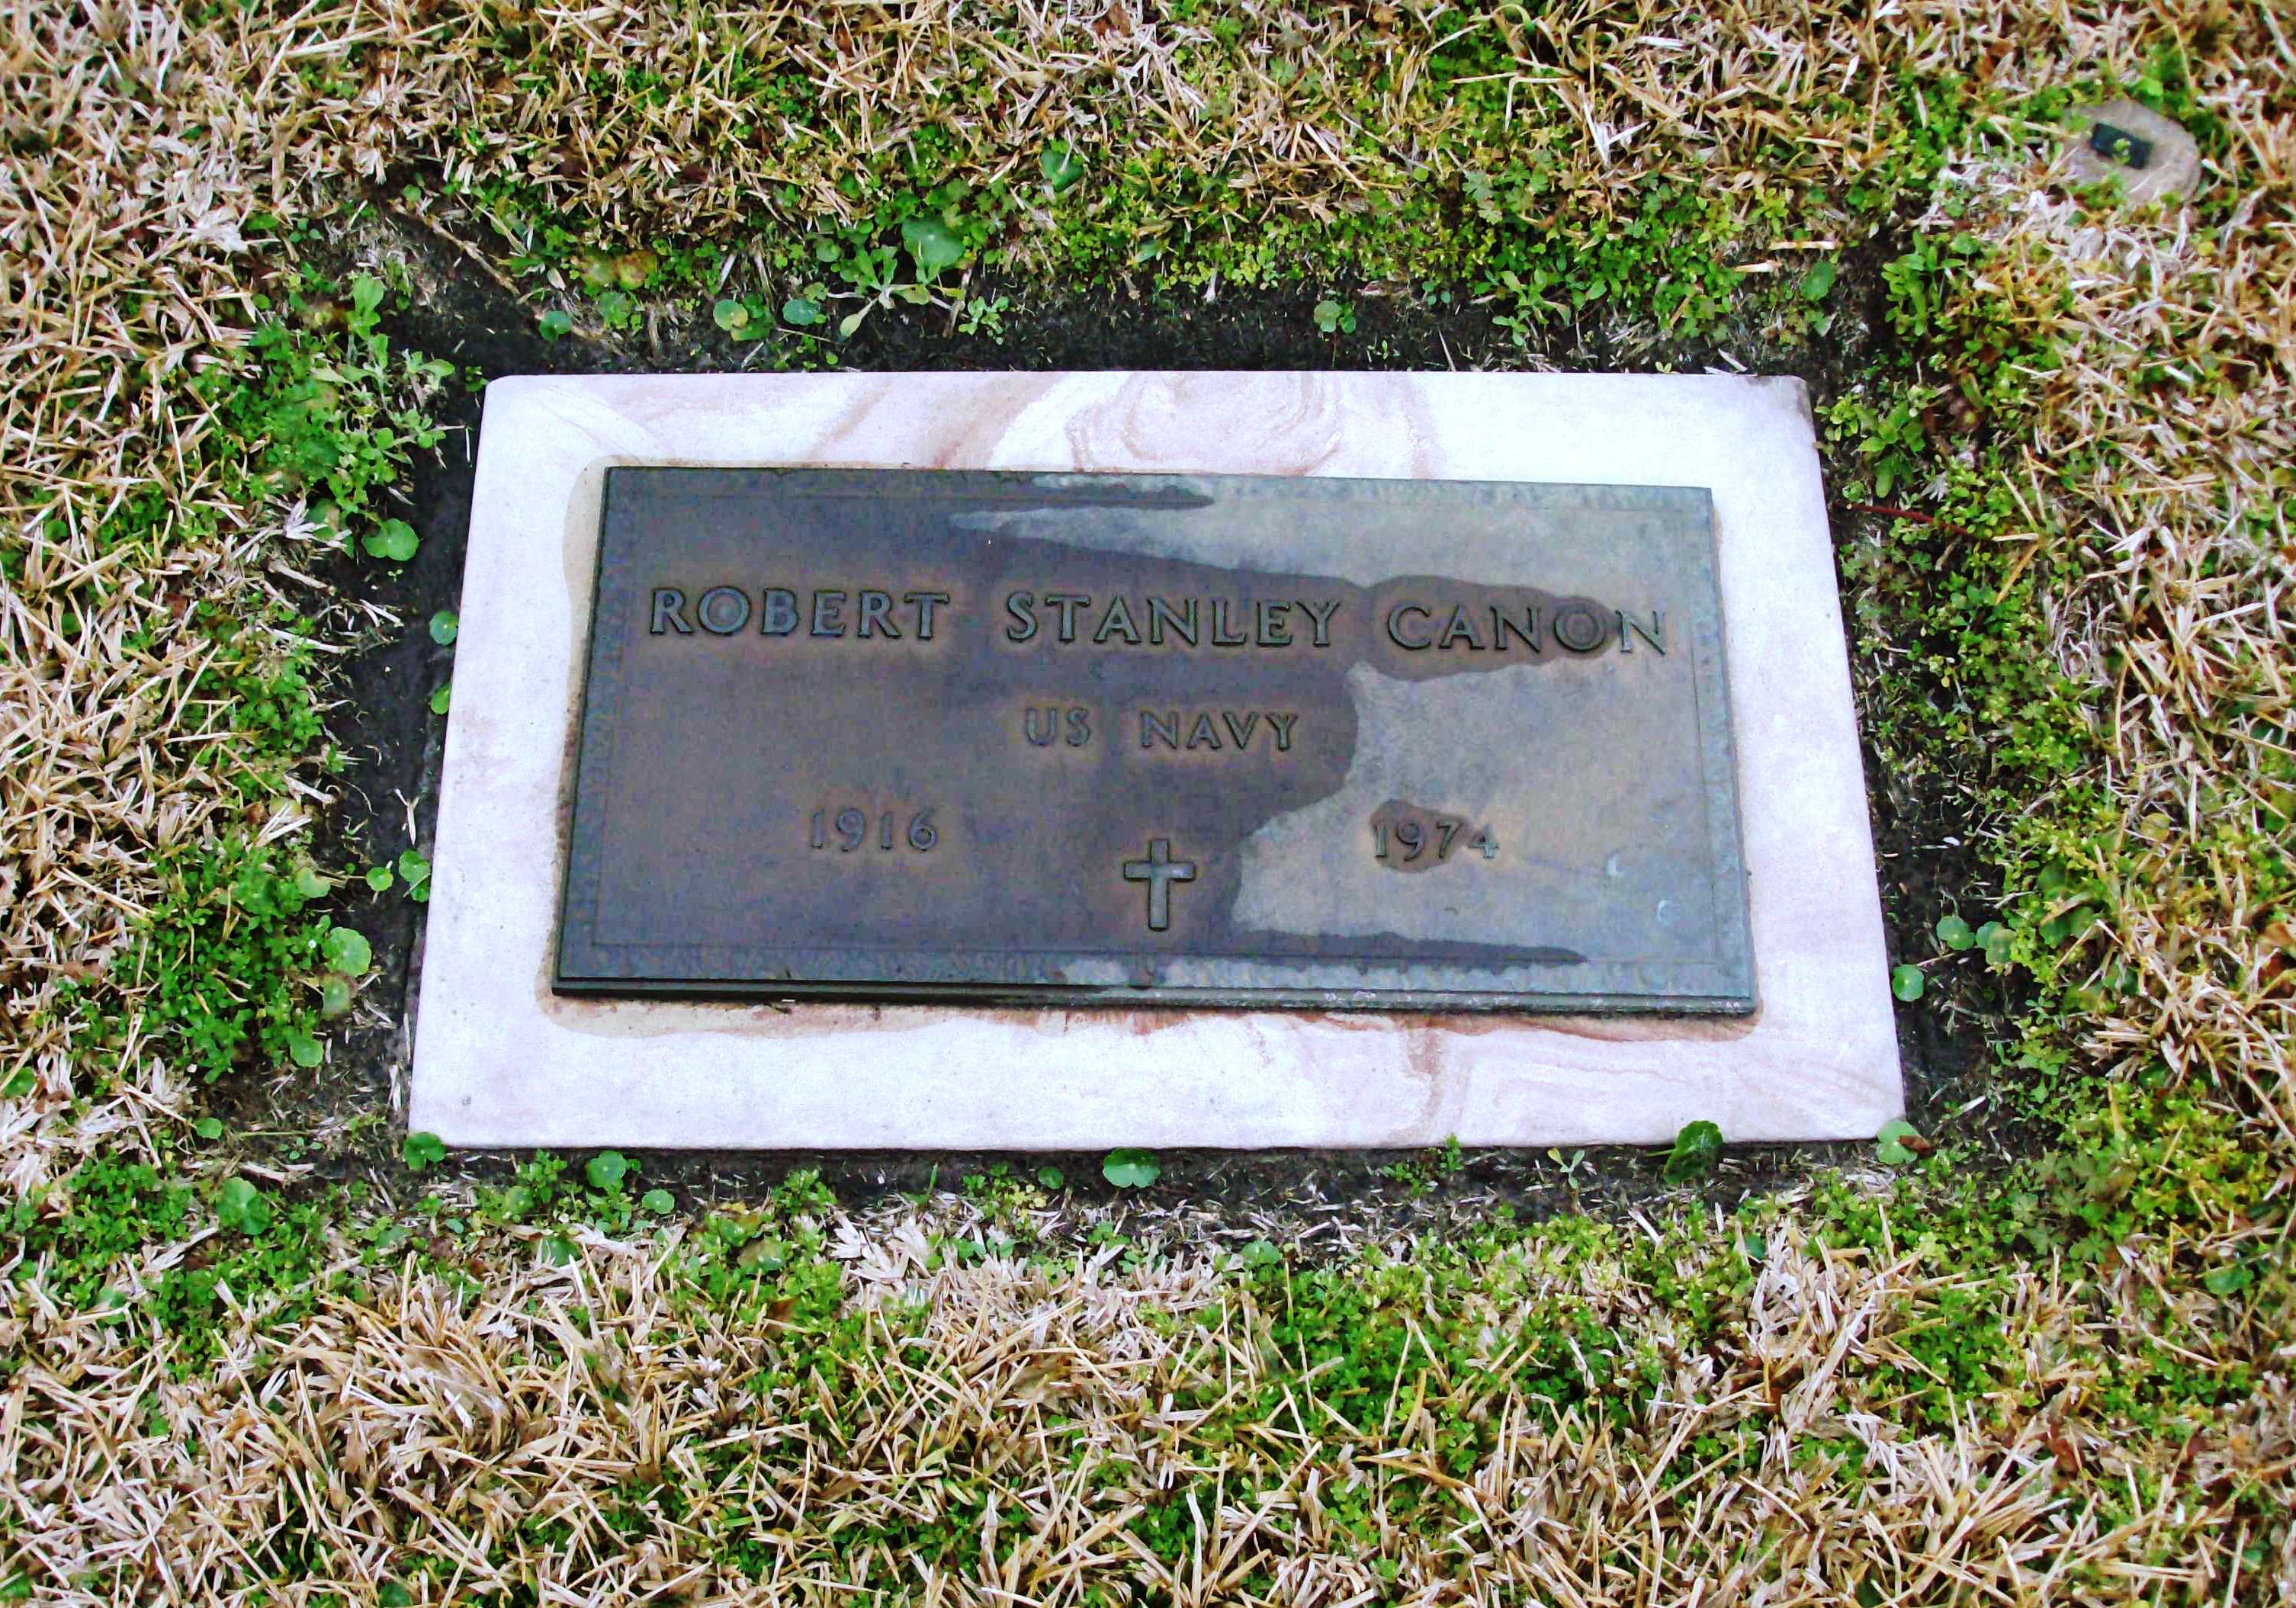 ROBERT STANLEY CANON
US NAVY
1916 1974